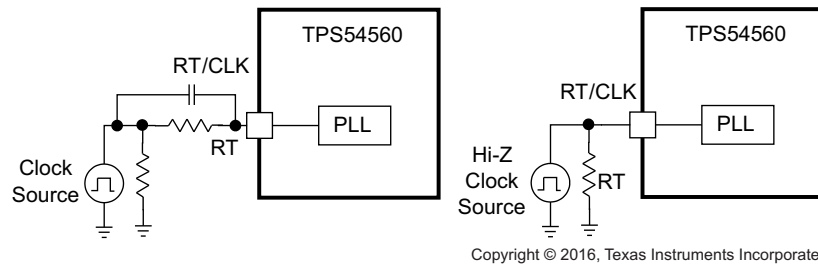 TPS54560
RT/CLK
PLL
RT
Clock
Source
TPS54560
RT/CLK
PLL
Hi-Z
Clock
Source
RT
Copyright © 2016, Texas Instruments Incorporate